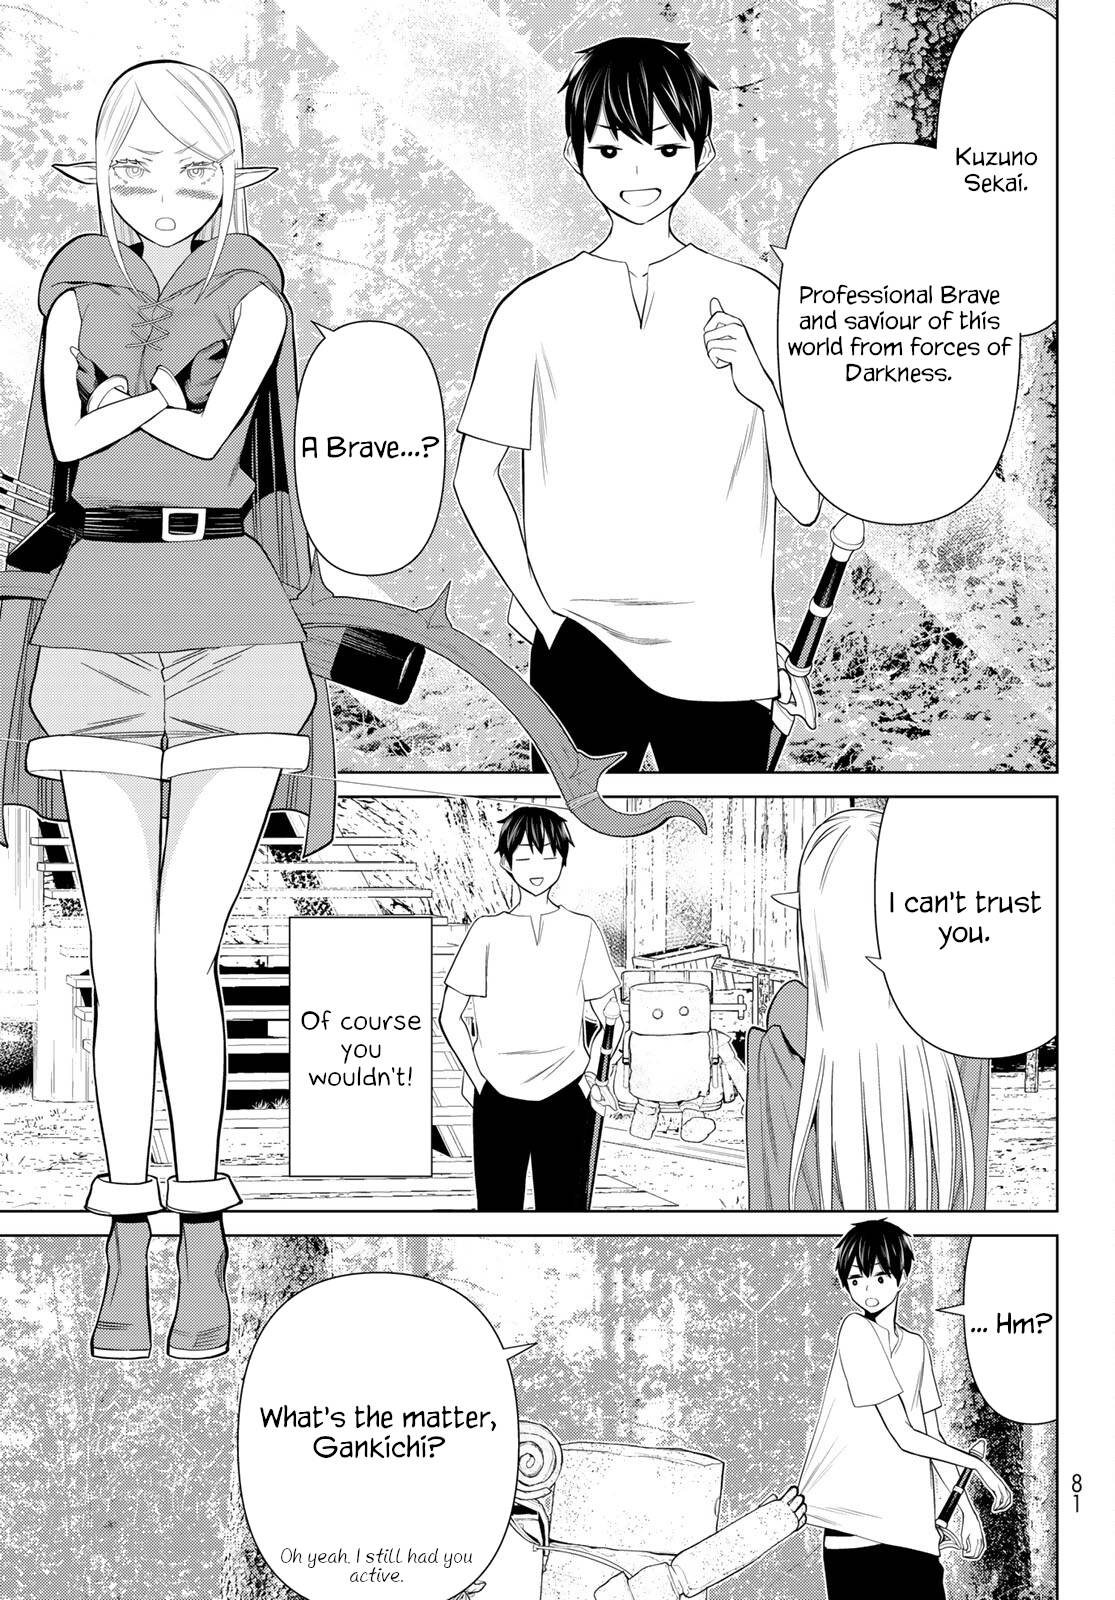 Kuzuno
Sekai.
Professional Brave
and saviour of this
world from forces of
Darkness.
A Brave...?
I can't trust
you.
Of course
you
wouldn't!
... Hm?
What's the matter,
Gankichi?
Oh yeah, I still had you
active.
81